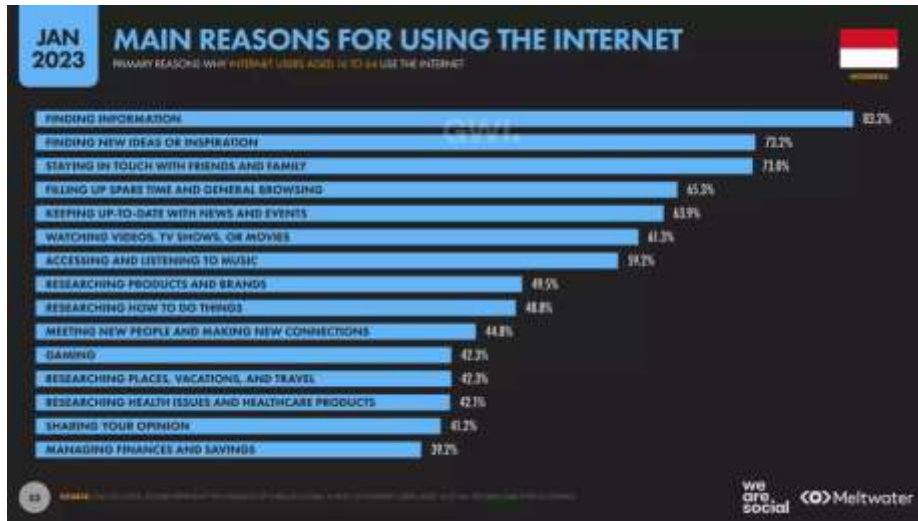 JAN
2023
MAIN REASONS FOR USING THE INTERNET
PRIMARY REASONS WHY INTERNET USERS AGED 16 TO 64 USE THE INTERNET
INDONESIA
GWI.
FINDING INFORMATION 83.2%
FINDING NEW IDEAS OR INSPIRATION 73.2%
STAYING IN TOUCH WITH FRIENDS AND FAMILY 73.0%
FILLING UP SPARE TIME AND GENERAL BROWSING 65.3%
KEEPING UP-TO-DATE WITH NEWS AND EVENTS 63.9%
WATCHING VIDEOS, TV SHOWS, OR MOVIES 61.3%
ACCESSING AND LISTENING TO MUSIC 59.2%
RESEARCHING PRODUCTS AND BRANDS 49.5%
RESEARCHING HOW TO DO THINGS 48.8%
MEETING NEW PEOPLE AND MAKING NEW CONNECTIONS 44.8%
GAMING 42.3%
RESEARCHING PLACES, VACATIONS, AND TRAVEL 42.3%
RESEARCHING HEALTH ISSUES AND HEALTHCARE PRODUCTS 42.1%
SHARING YOUR OPINION 41.2%
MANAGING FINANCES AND SAVINGS 39.2%
we
are.
social
Meltwater